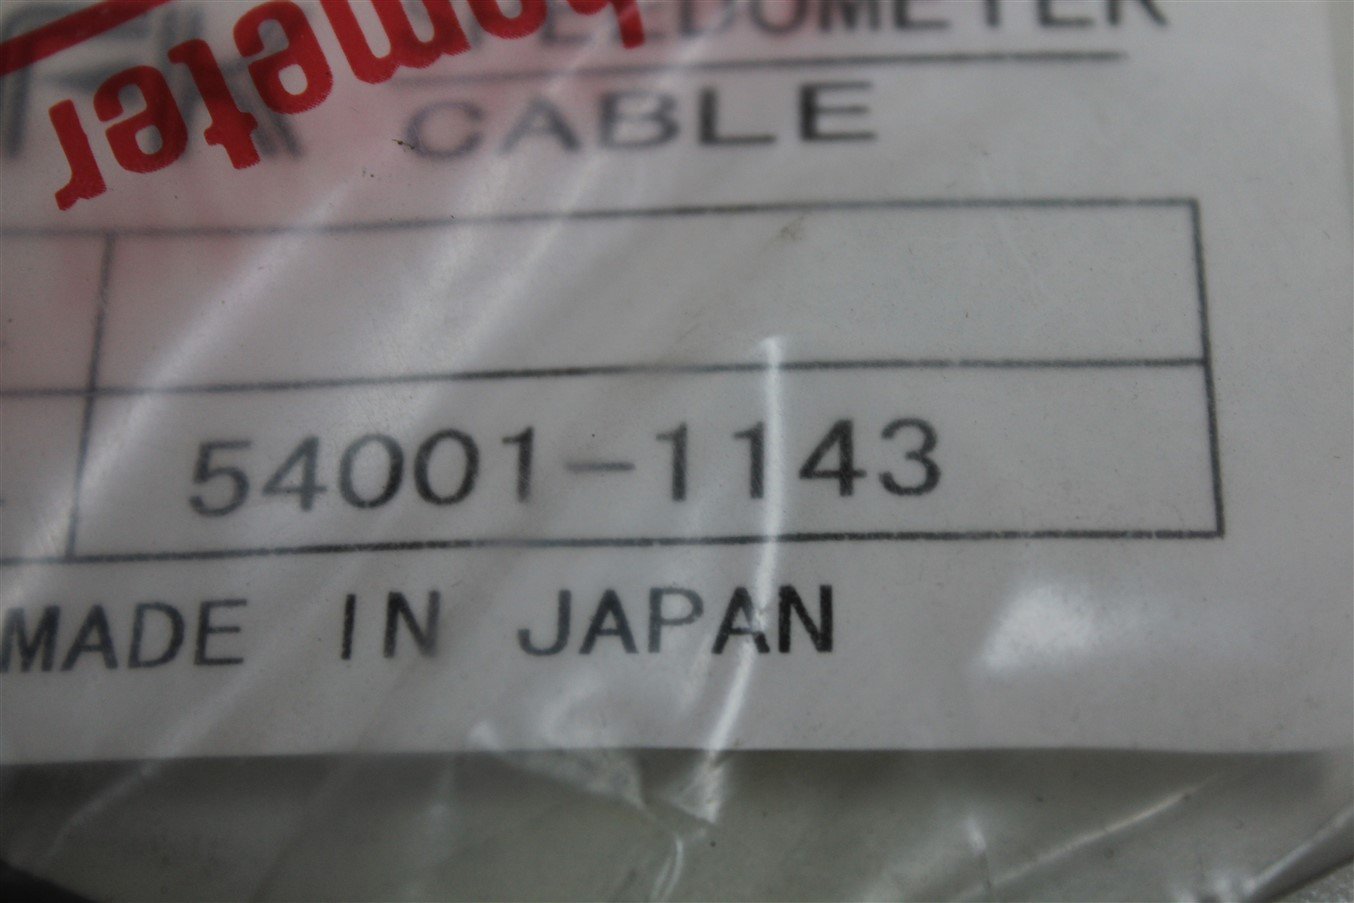 SPEEDOMETER
CABLE
54001-1143
MADE IN JAPAN